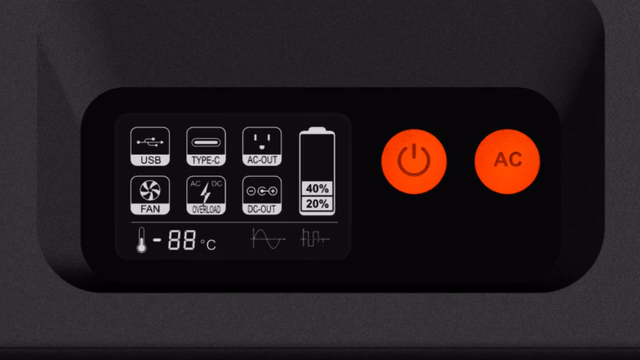 USB
TYPE-C
AC-OUT
FAN
AC DC
OVERLOAD
DC-OUT
40%
20%
-88°C
AC